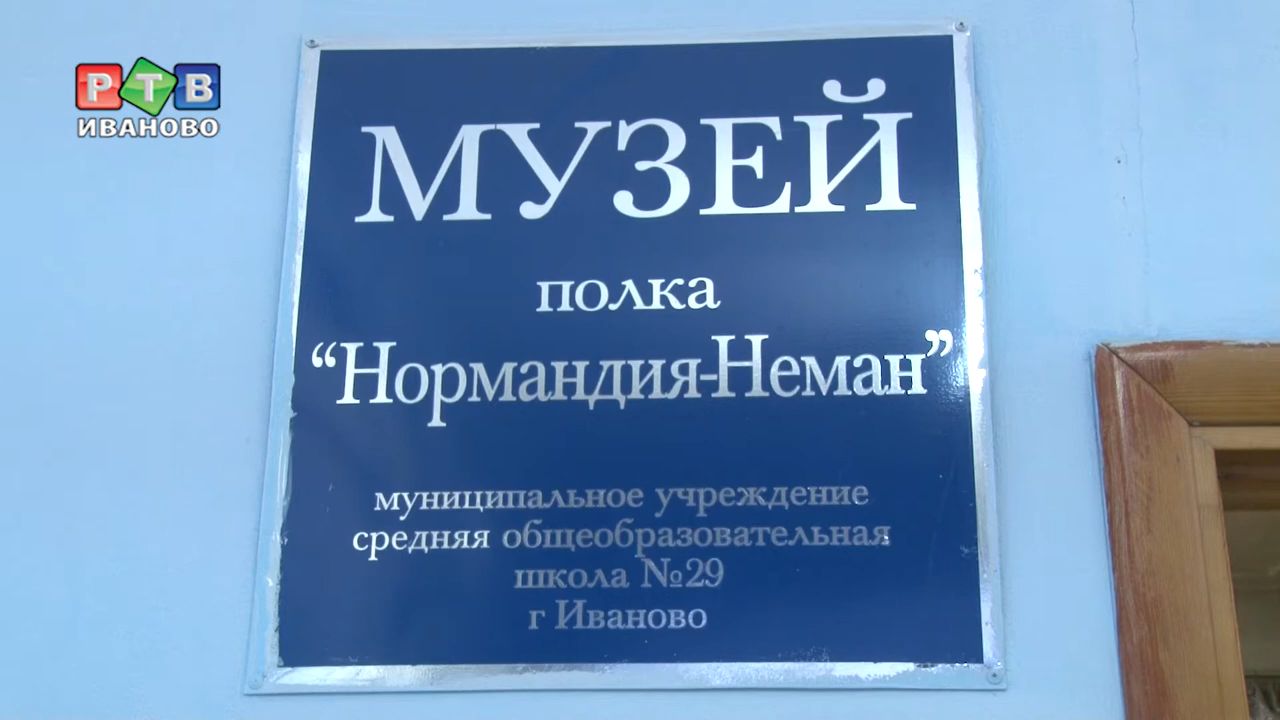 РТВ
ИВАНОВО
МУЗЕЙ
полка
“Нормандия-Неман”
муниципальное учреждение
средняя общеобразовательная
школа №29
г Иваново